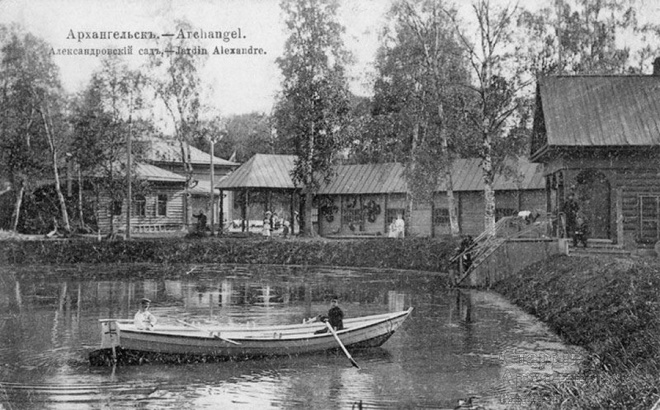 Архангельскъ.—Archangel.
Александровскій садъ,—Jardin Alexandre.